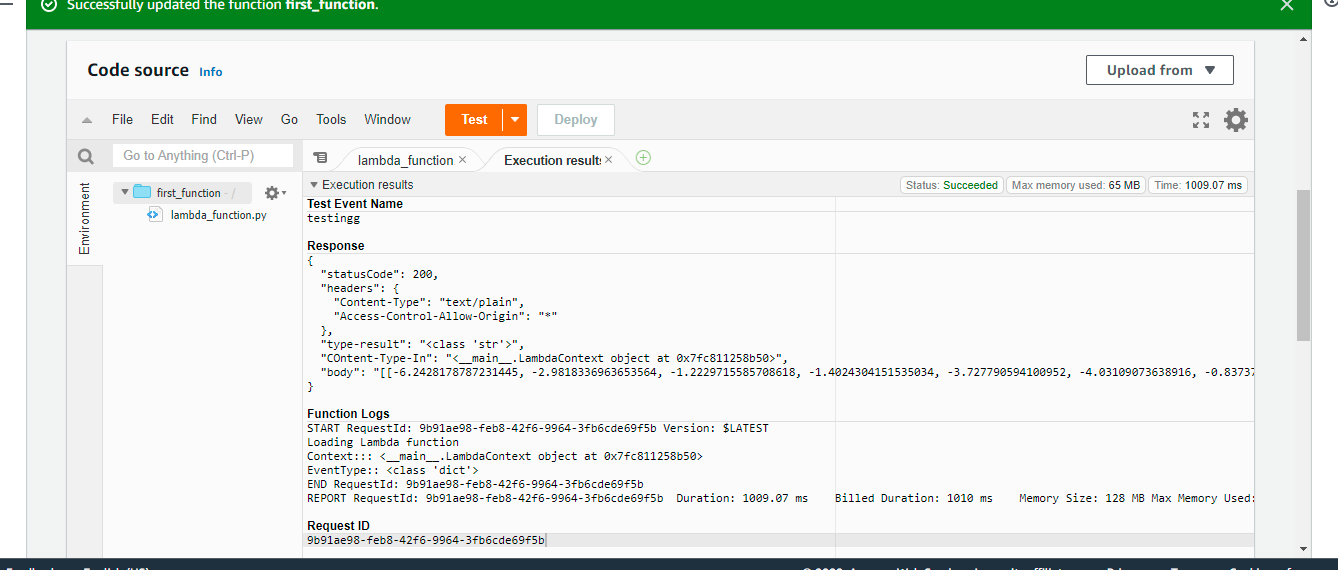 Successfully updated the function first_function.
Code source Info
Upload from
File Edit Find View Go Tools Window Test Deploy
Go to Anything (Ctrl-P)
lambda_function Execution results
Environment
first_function - /
lambda_function.py
Execution results Status: Succeeded Max memory used: 65 MB Time: 1009.07 ms
Test Event Name
testingg
Response
{
"statusCode": 200,
"headers": {
"Content-Type": "text/plain",
"Access-Control-Allow-Origin": "*"
},
"type-result": "<class 'str'>",
"COntent-Type-In": "<__main__.LambdaContext object at 0x7fc811258b50>",
"body": "[[-6.2428178787231445, -2.9818336963653564, -1.2229715585708618, -1.4024304151535034, -3.727790594100952, -4.03109073638916, -0.83737
}
Function Logs
START RequestId: 9b91ae98-feb8-42f6-9964-3fb6cde69f5b Version: $LATEST
Loading Lambda function
Context::: <__main__.LambdaContext object at 0x7fc811258b50>
EventType:: <class 'dict'>
END RequestId: 9b91ae98-feb8-42f6-9964-3fb6cde69f5b
REPORT RequestId: 9b91ae98-feb8-42f6-9964-3fb6cde69f5b Duration: 1009.07 ms Billed Duration: 1010 ms Memory Size: 128 MB Max Memory Used:
Request ID
9b91ae98-feb8-42f6-9964-3fb6cde69f5b